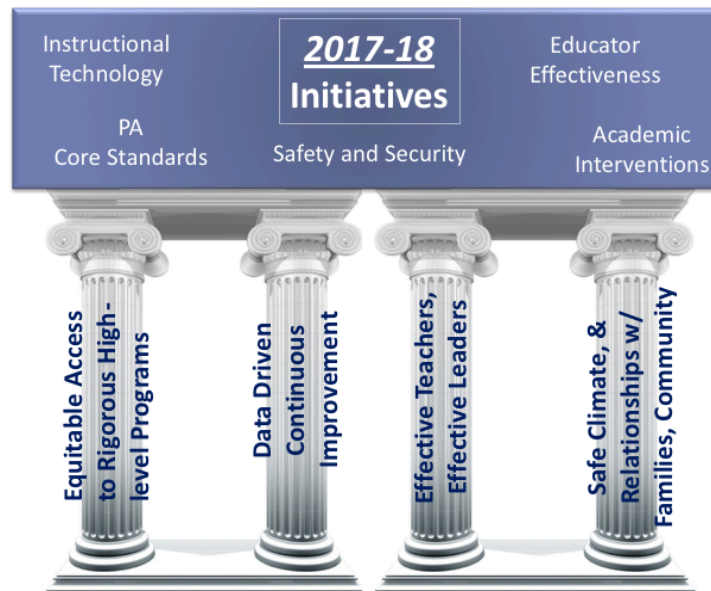 Instructional
Technology
2017-18
Initiatives
Educator
Effectiveness
PA
Core Standards
Safety and Security
Academic
Interventions
Equitable Access
to Rigorous High-
level Programs
Data Driven
Continuous
Improvement
Effective Teachers,
Effective Leaders
Safe Climate, &
Relationships w/
Families, Community